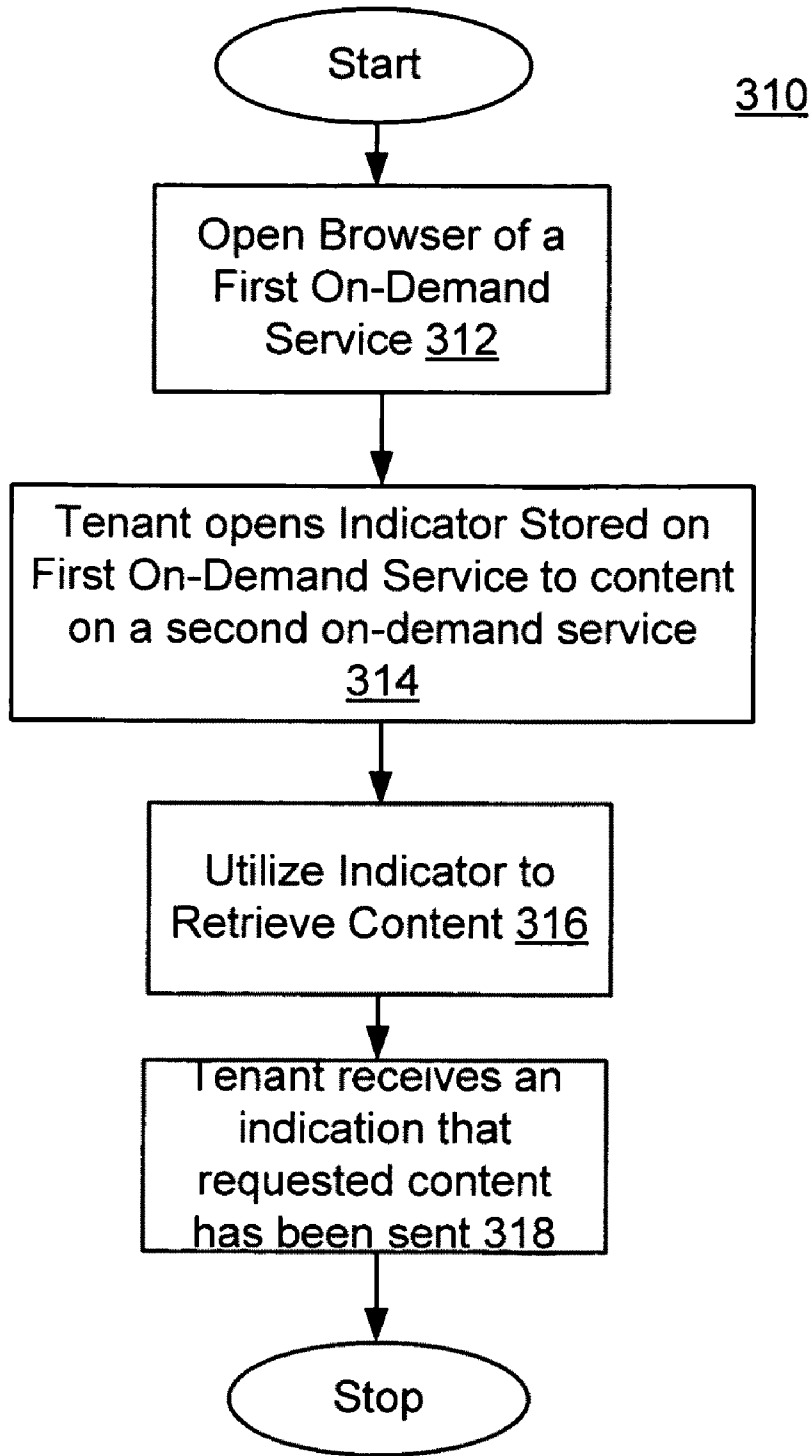 Start
310
Open Browser of a
First On-Demand
Service 312
Tenant opens Indicator Stored on
First On-Demand Service to content
on a second on-demand service
314
Utilize Indicator to
Retrieve Content 316
Tenant receives an
indication that
requested content
has been sent 318
Stop